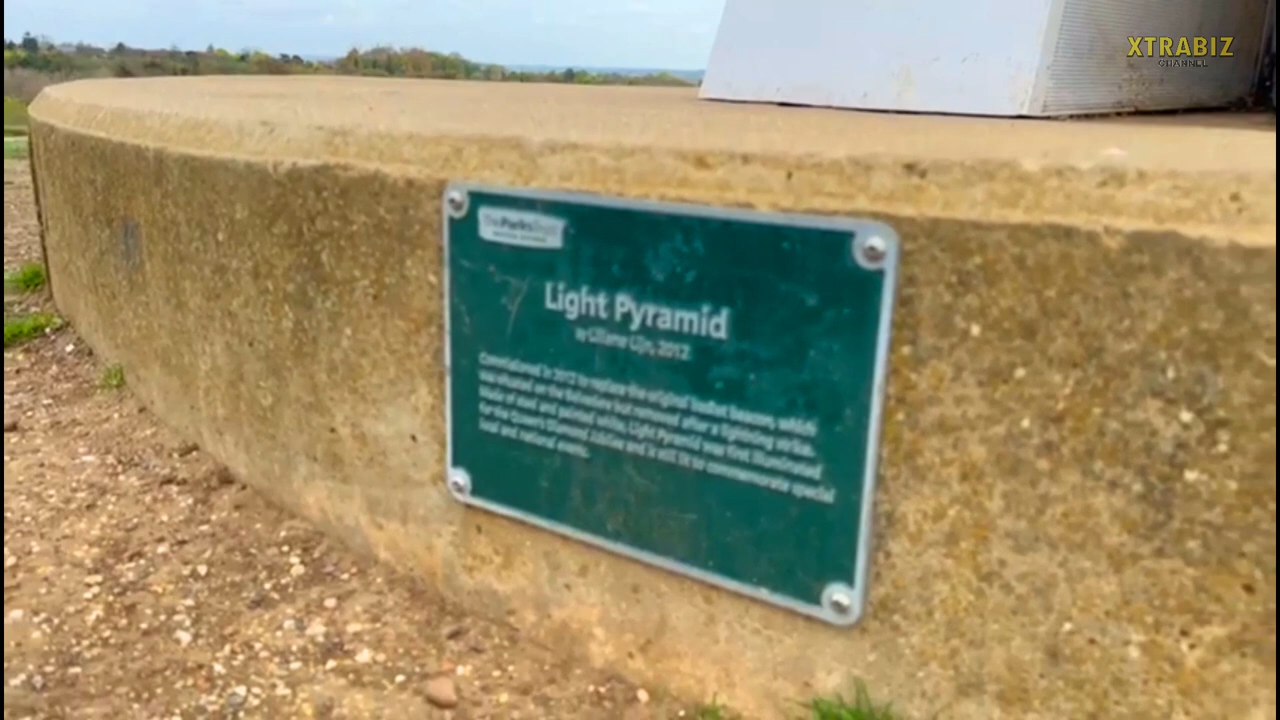 XTRABIZ
CHANNEL
The Parks Trust
MILTON KEYNES
Light Pyramid
by Liliane Lijn, 2012
Commissioned in 2012 to replace the original basket beacon, which
was situated on the Belvedere but removed after a lightning strike.
Made of steel and painted white, Light Pyramid was first illuminated
for the Queen's Diamond Jubilee and is still lit to commemorate special
local and national events.